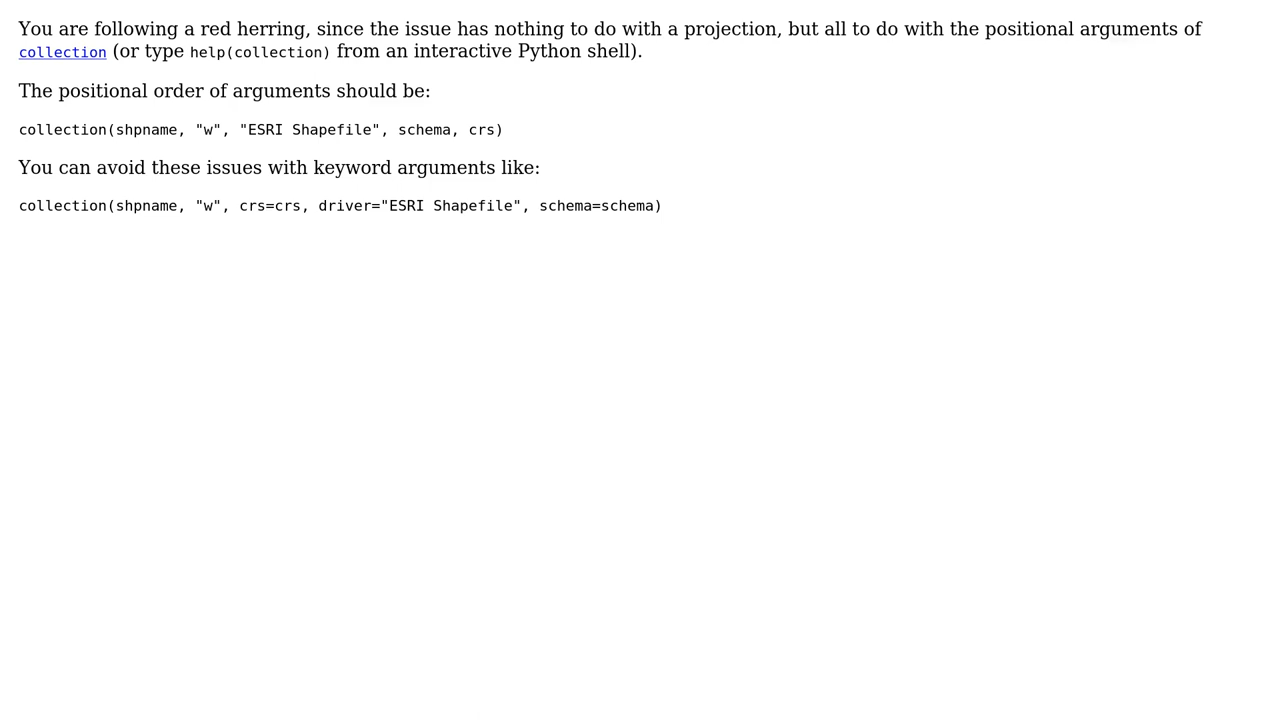 You are following a red herring, since the issue has nothing to do with a projection, but all to do with the positional arguments of
collection (or type help(collection) from an interactive Python shell).
The positional order of arguments should be:
collection(shpname, "w", "ESRI Shapefile", schema, crs)
You can avoid these issues with keyword arguments like:
collection(shpname, "w", crs=crs, driver="ESRI Shapefile", schema=schema)